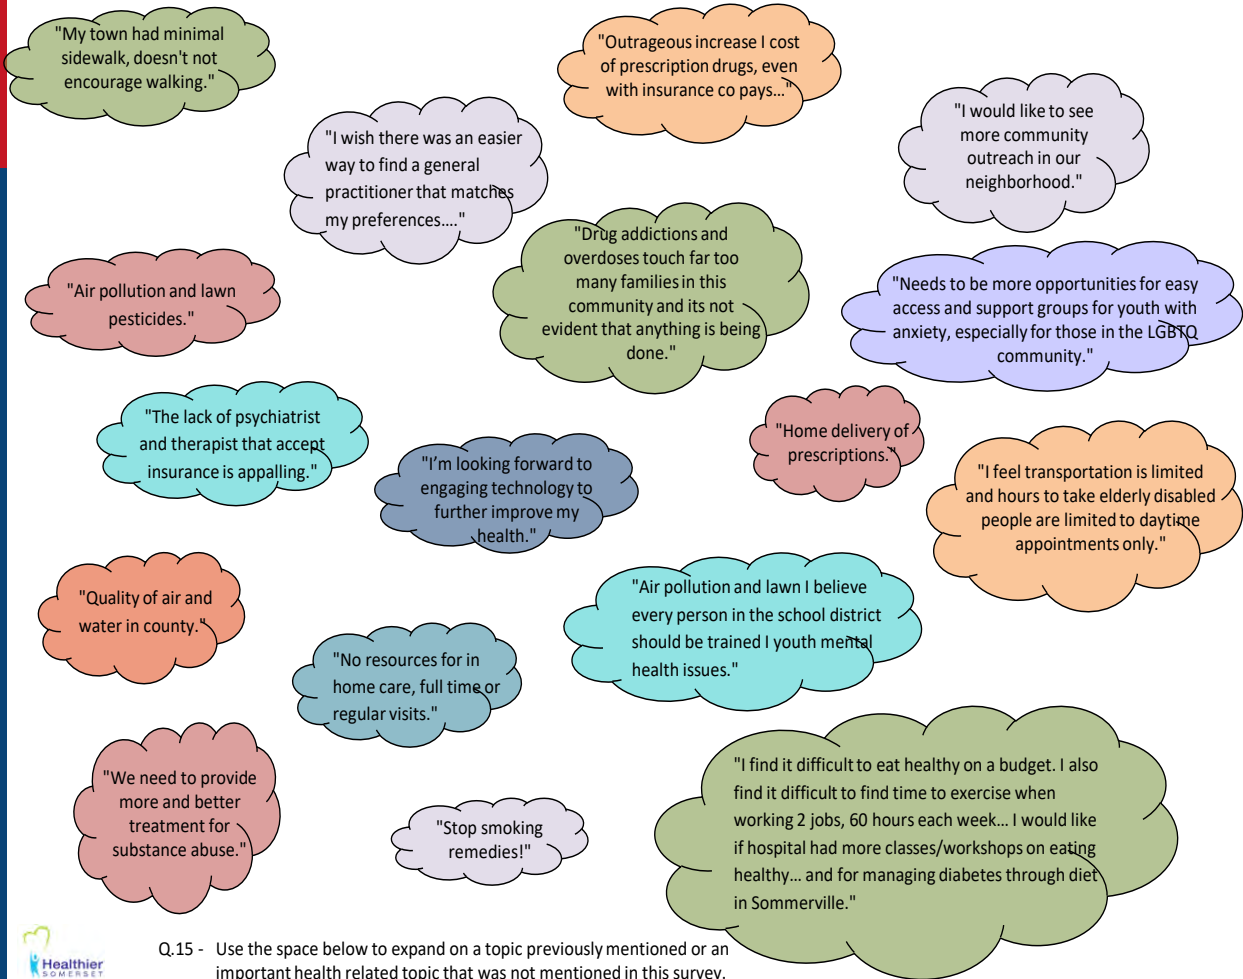 "My town had minimal
sidewalk, doesn't not
encourage walking."
"Outrageous increase I cost
of prescription drugs, even
with insurance co pays..."
"I wish there was an easier
way to find a general
practitioner that matches
my preferences...."
"I would like to see
more community
outreach in our
neighborhood."
"Drug addictions and
overdoses touch far too
many families in this
community and its not
evident that anything is being
done."
"Air pollution and lawn
pesticides."
"Needs to be more opportunities for easy
access and support groups for youth with
anxiety, especially for those in the LGBTQ
community."
"The lack of psychiatrist
and therapist that accept
insurance is appalling."
"I'm looking forward to
engaging technology to
further improve my
health."
"Home delivery of
prescriptions."
"I feel transportation is limited
and hours to take elderly disabled
people are limited to daytime
appointments only."
"Quality of air and
water in county."
"Air pollution and lawn I believe
every person in the school district
should be trained I youth mental
health issues."
"No resources for in
home care, full time or
regular visits."
"We need to provide
more and better
treatment for
substance abuse."
"Stop smoking
remedies!"
"I find it difficult to eat healthy on a budget. I also
find it difficult to find time to exercise when
working 2 jobs, 60 hours each week... I would like
if hospital had more classes/workshops on eating
healthy... and for managing diabetes through diet
in Sommerville."
Healthier
SOMERSET
Q.15 - Use the space below to expand on a topic previously mentioned or an
important health related topic that was not mentioned in this survey.